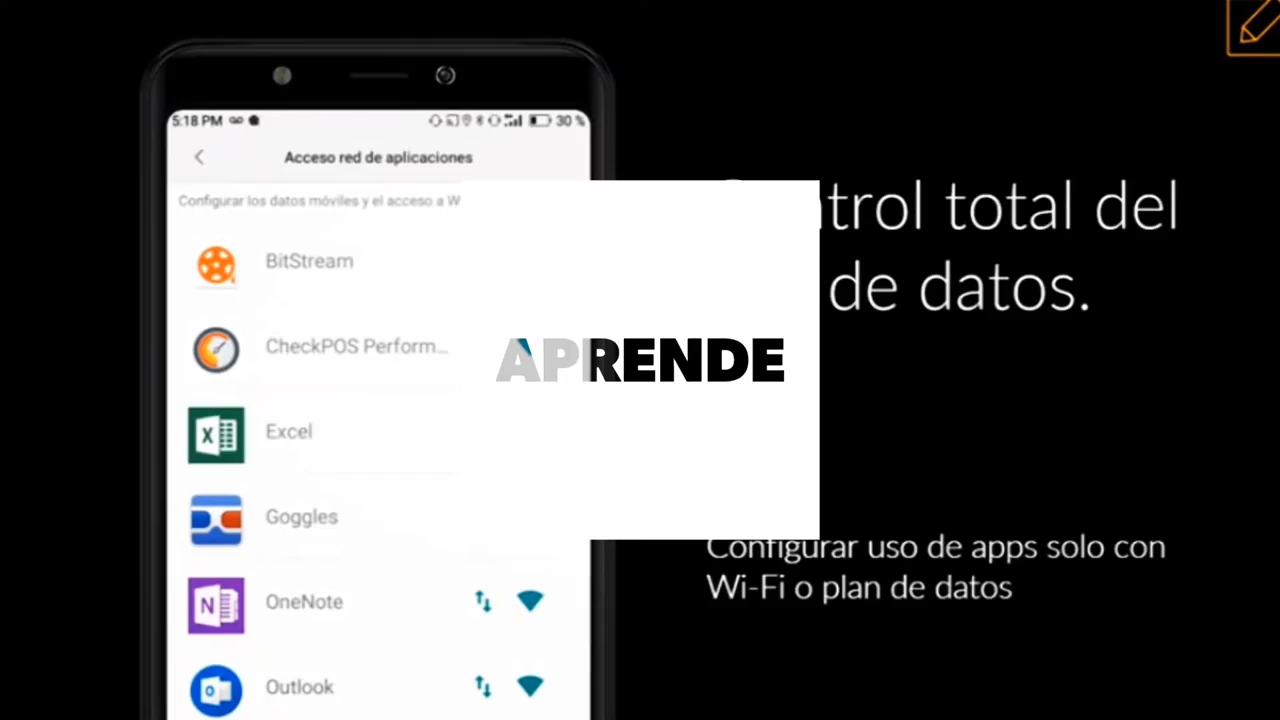 5:18 PM
30 %
Acceso red de aplicaciones
Configurar los datos móviles y el acceso a W
BitStream
CheckPOS Perform...
Excel
Goggles
OneNote
Outlook
APRENDE
trol total del
de datos.
Configurar uso de apps solo con
Wi-Fi o plan de datos